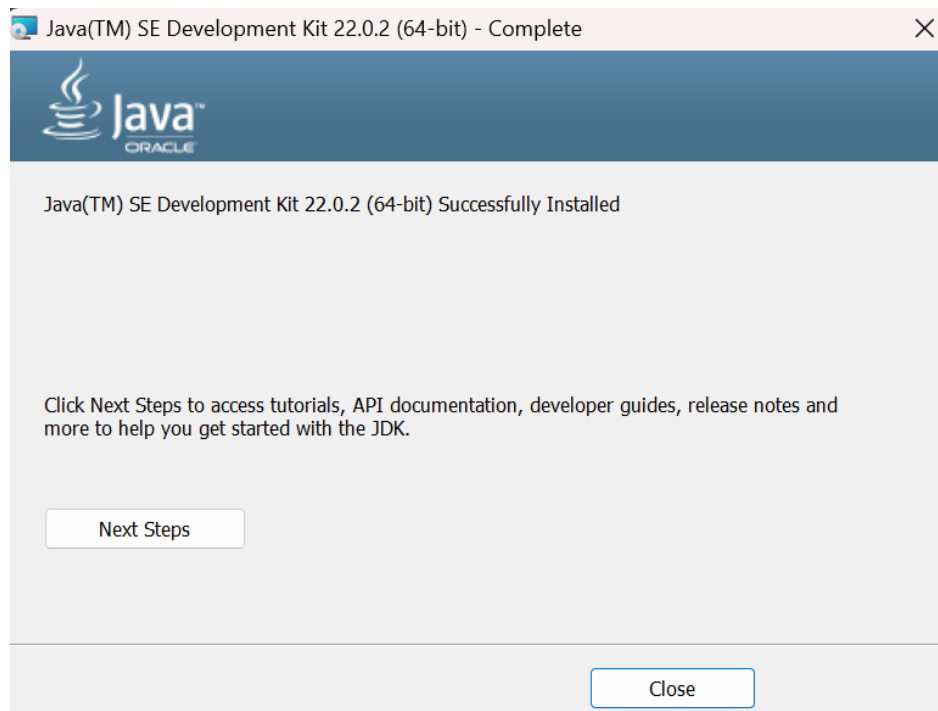 Java(TM) SE Development Kit 22.0.2 (64-bit) - Complete
Java™
ORACLE
Java(TM) SE Development Kit 22.0.2 (64-bit) Successfully Installed
Click Next Steps to access tutorials, API documentation, developer guides, release notes and
more to help you get started with the JDK.
Next Steps
Close